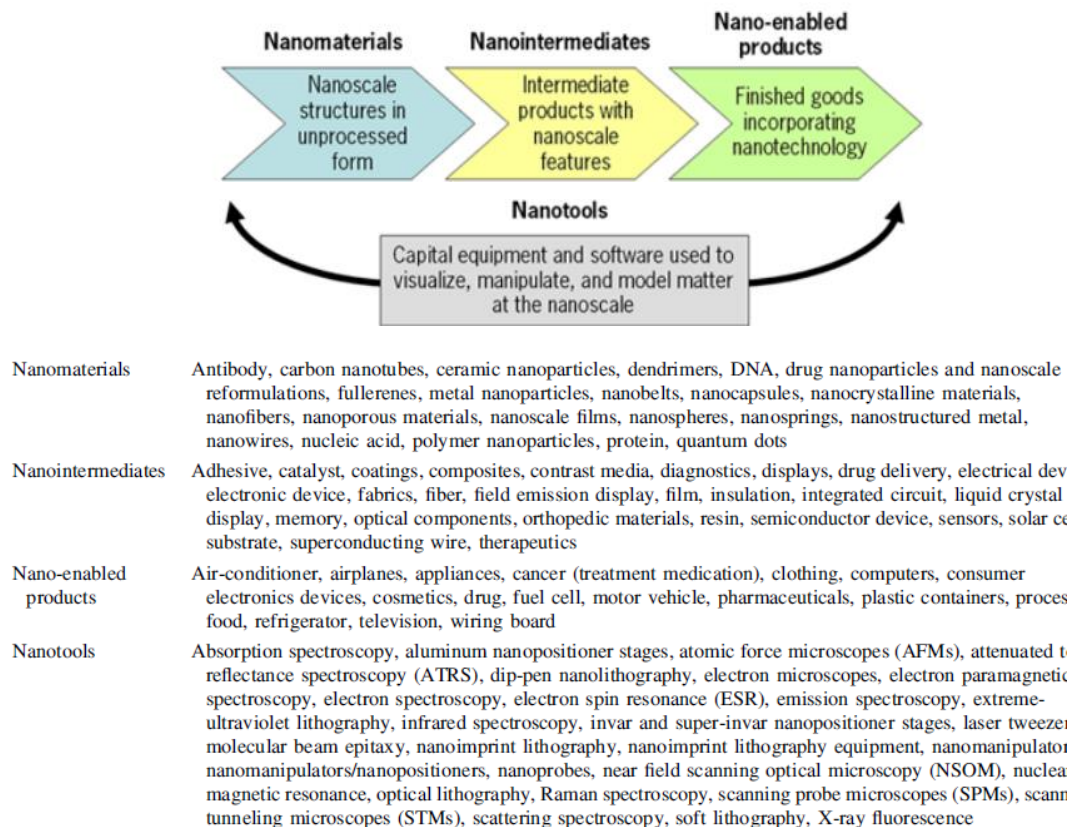 Nanomaterials
Nanoscale
structures in
unprocessed
form
Nanointermediates
Intermediate
products with
nanoscale
features
Nano-enabled
products
Finished goods
incorporating
nanotechnology
Nanotools
Capital equipment and software used to
visualize, manipulate, and model matter
at the nanoscale
Nanomaterials Antibody, carbon nanotubes, ceramic nanoparticles, dendrimers, DNA, drug nanoparticles and nanoscale
reformulations, fullerenes, metal nanoparticles, nanobelts, nanocapsules, nanocrystalline materials,
nanofibers, nanoporous materials, nanoscale films, nanospheres, nanosprings, nanostructured metal,
nanowires, nucleic acid, polymer nanoparticles, protein, quantum dots
Nanointermediates Adhesive, catalyst, coatings, composites, contrast media, diagnostics, displays, drug delivery, electrical
electronic device, fabrics, fiber, field emission display, film, insulation, integrated circuit, liquid crystal
display, memory, optical components, orthopedic materials, resin, semiconductor device, sensors, solar
substrate, superconducting wire, therapeutics
Nano-enabled Air-conditioner, airplanes, appliances, cancer (treatment medication), clothing, computers, consumer
products electronics devices, cosmetics, drug, fuel cell, motor vehicle, pharmaceuticals, plastic containers,
food, refrigerator, television, wiring board
Nanotools Absorption spectroscopy, aluminum nanopositioner stages, atomic force microscopes (AFMs), attenuated
reflectance spectroscopy (ATRS), dip-pen nanolithography, electron microscopes, electron paramagnetic
spectroscopy, electron spectroscopy, electron spin resonance (ESR), emission spectroscopy, extreme-
ultraviolet lithography, infrared spectroscopy, invar and super-invar nanopositioner stages, laser
molecular beam epitaxy, nanoimprint lithography, nanoimprint lithography equipment,
nanomanipulators/nanopositioners, nanoprobes, near field scanning optical microscopy (NSOM), nuclear
magnetic resonance, optical lithography, Raman spectroscopy, scanning probe microscopes (SPMs),
tunneling microscopes (STMs), scattering spectroscopy, soft lithography, X-ray fluorescence